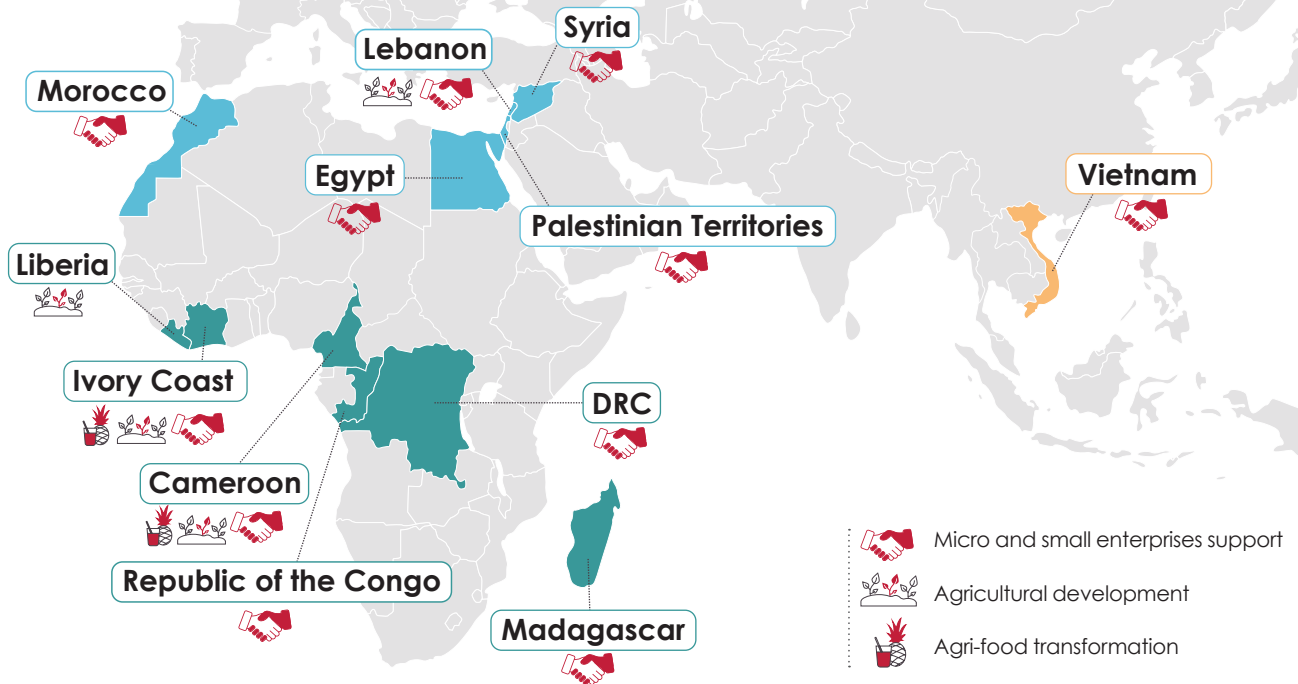 Syria
Lebanon
Morocco
Egypt
Vietnam
Palestinian Territories
Liberia
Ivory Coast
DRC
Cameroon
Republic of the Congo
Madagascar
Micro and small enterprises support
Agricultural development
Agri-food transformation